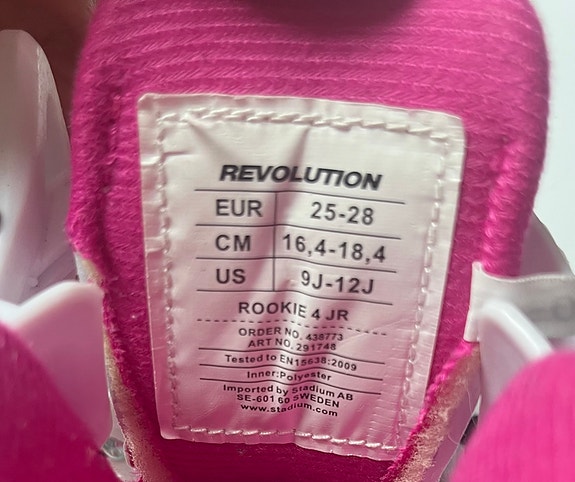 REVOLUTION
EUR 25-28
CM 16,4-18,4
US 9J-12J
ROOKIE 4 JR
ORDER NO. 438773
ART NO. 291748
Tested to EN15638:2009
Inner:Polyester
Imported by Stadium AB
SE-601 60 SWEDEN
www.stadium.com